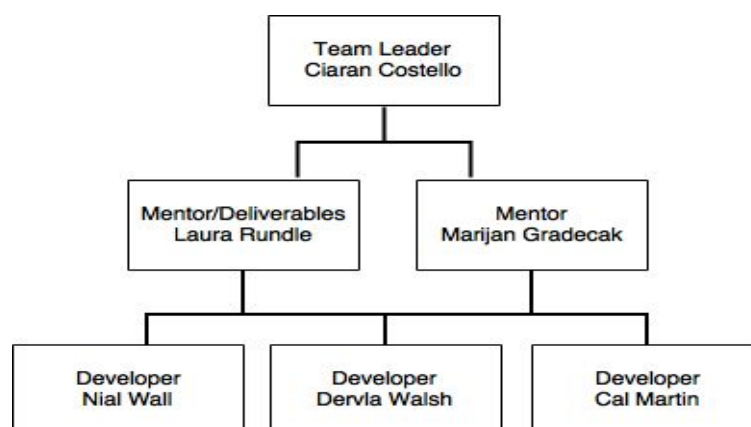 Team Leader
Ciaran Costello
Mentor/Deliverables
Laura Rundle
Mentor
Marijan Gradecak
Developer
Nial Wall
Developer
Dervla Walsh
Developer
Cal Martin